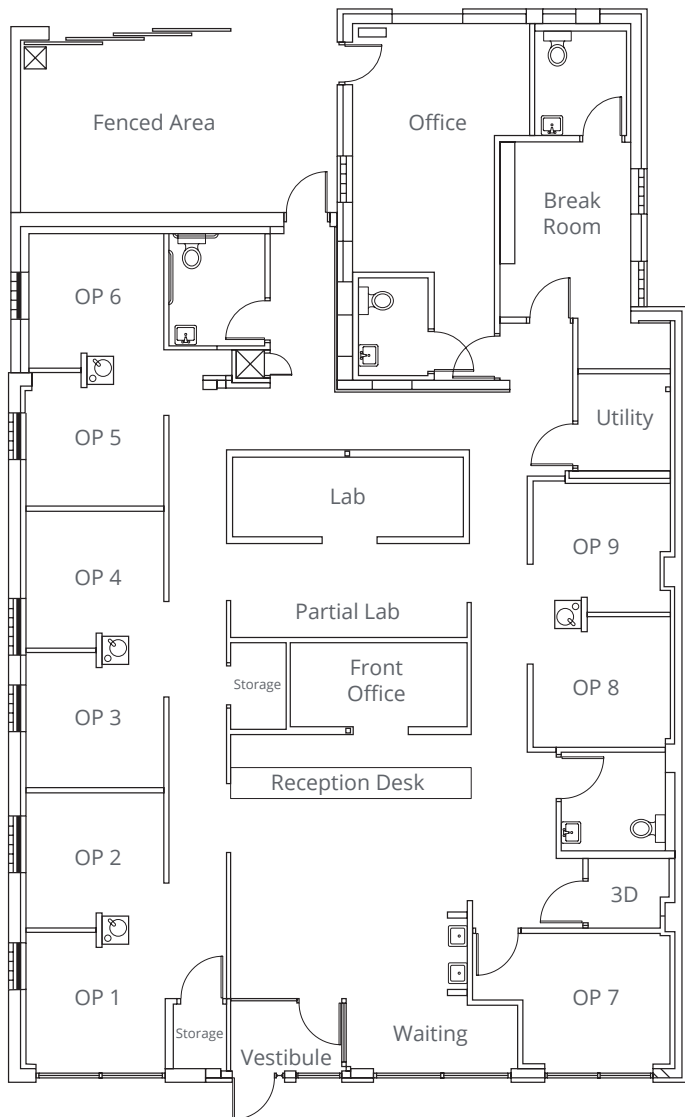 Fenced Area
Office
Break
Room
OP 6
OP 5
Utility
Lab
OP 9
OP 4
Partial Lab
Front
Office
Storage
OP 8
OP 3
Reception Desk
OP 2
3D
OP 1
OP 7
Storage
Waiting
Vestibule